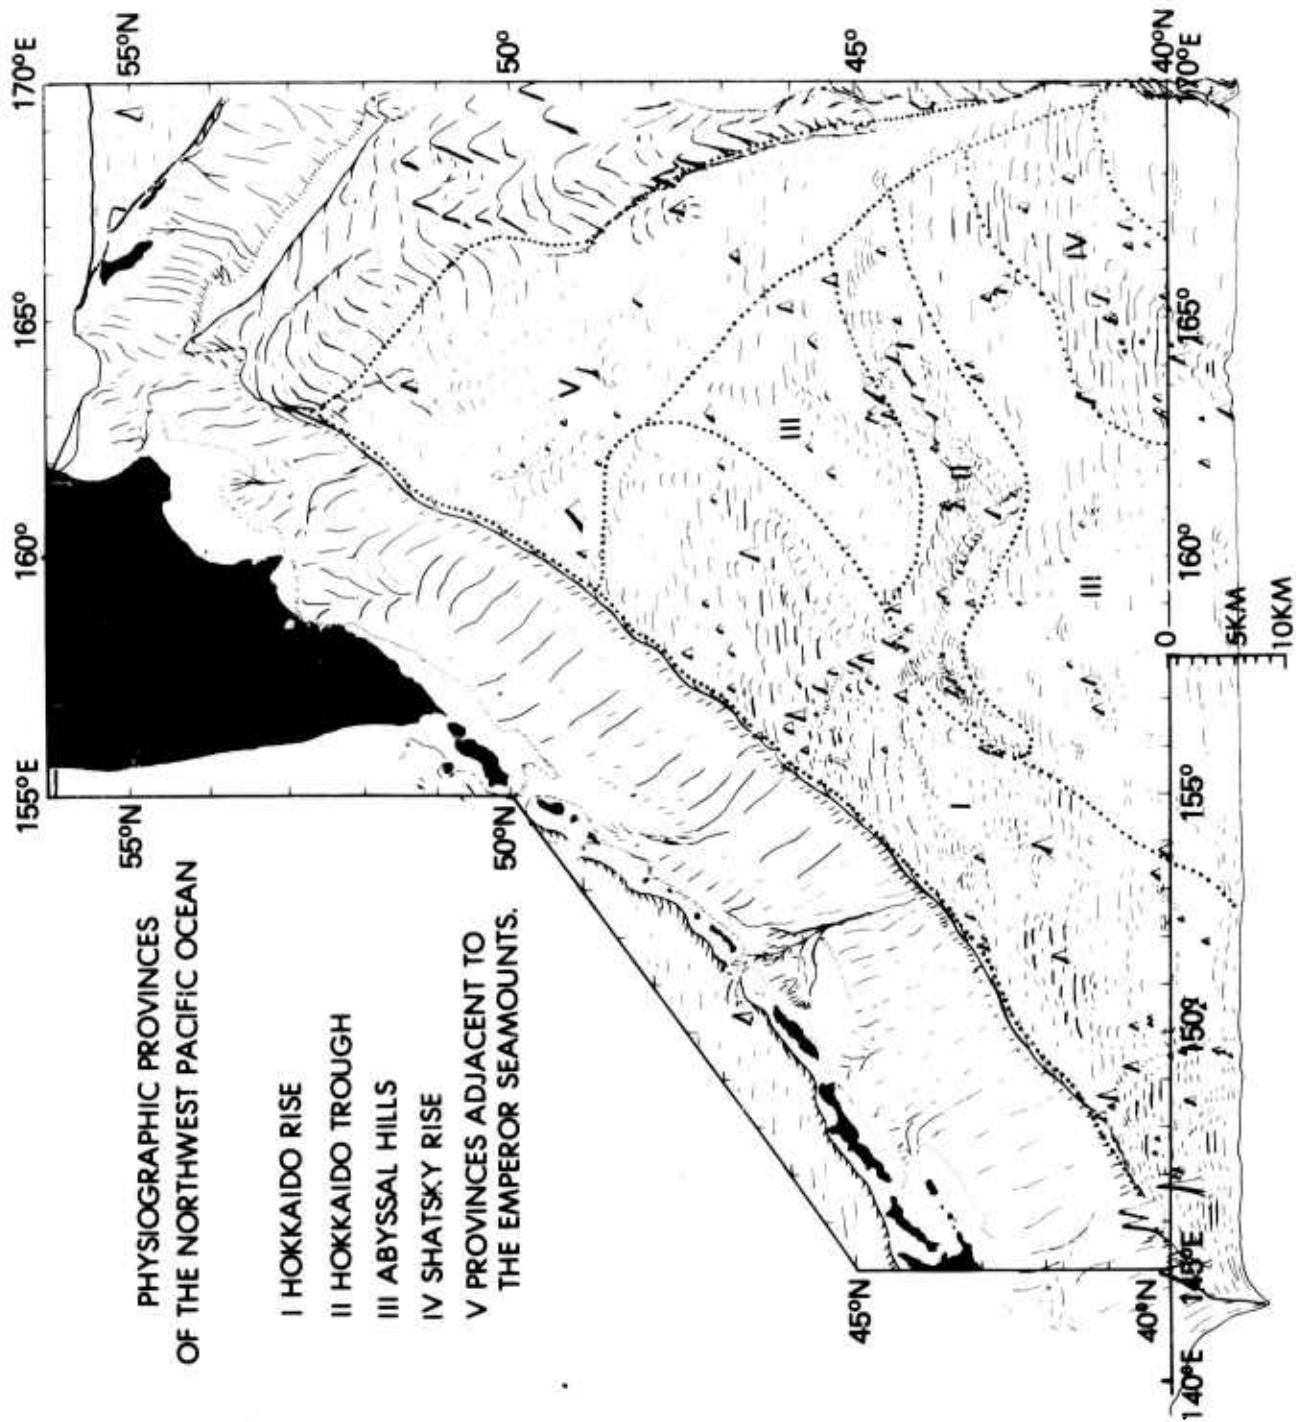 PHYSIOGRAPHIC PROVINCES
OF THE NORTHWEST PACIFIC OCEAN
I HOKKAIDO RISE
II HOKKAIDO TROUGH
III ABYSSAL HILLS
IV SHATSKY RISE
V PROVINCES ADJACENT TO
THE EMPEROR SEAMOUNTS.
155°E
160°
165°
170°E
55°N
55°N
50°N
50°
45°N
45°
40°N
40°N
V
III
II
IV
I
III
140°E
145°E
150°
155°
160°
165°
170°E
0
5KM
10KM